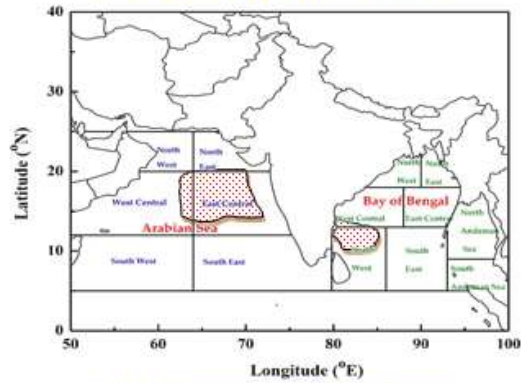 40
30
20
10
0
Latitude (°N)
North
West
North
East
West Central
East Central
Arabian Sea
South West
South East
North
West
North
East
Bay of Bengal
West Central
East Central
North
Andaman
Sea
West
South
East
South
Andaman Sea
50 60 70 80 90 100
Longitude (°E)